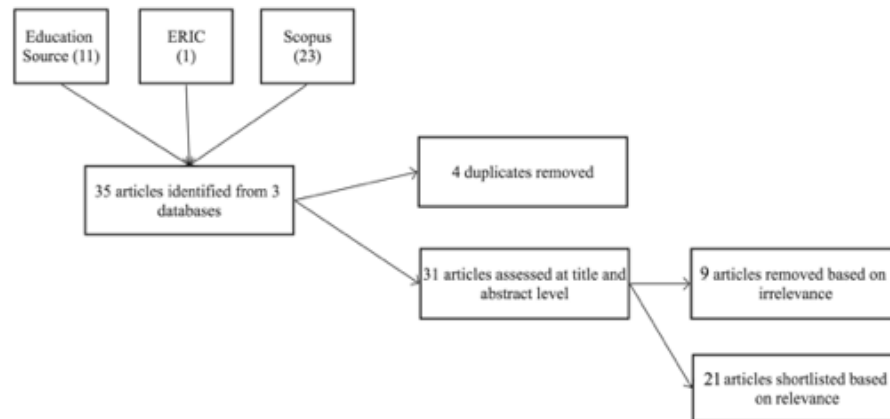 Education
Source (11)
ERIC
(1)
Scopus
(23)
35 articles identified from 3
databases
4 duplicates removed
31 articles assessed at title and
abstract level
9 articles removed based on
irrelevance
21 articles shortlisted based
on relevance